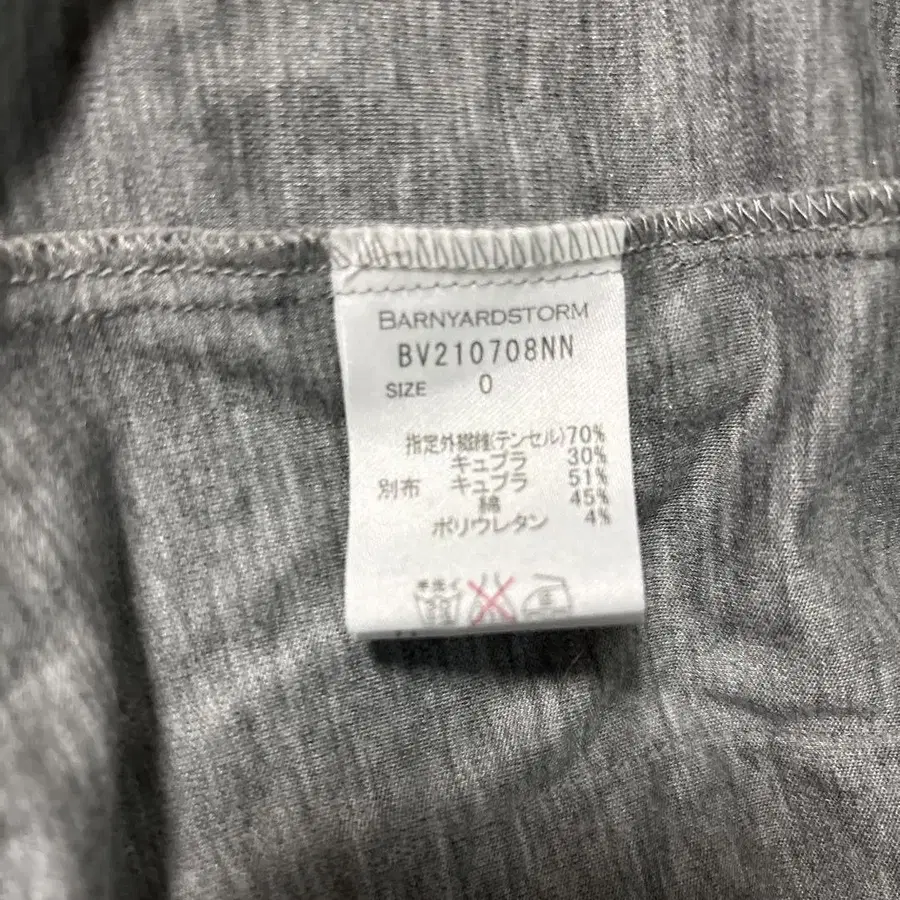 BARNYARDSTORM
BV210708NN
SIZE 0
指定外繊維(テンセル)70%
キュプラ 30%
別布 キュプラ 51%
綿 45%
ポリウレタン 4%
手洗イ